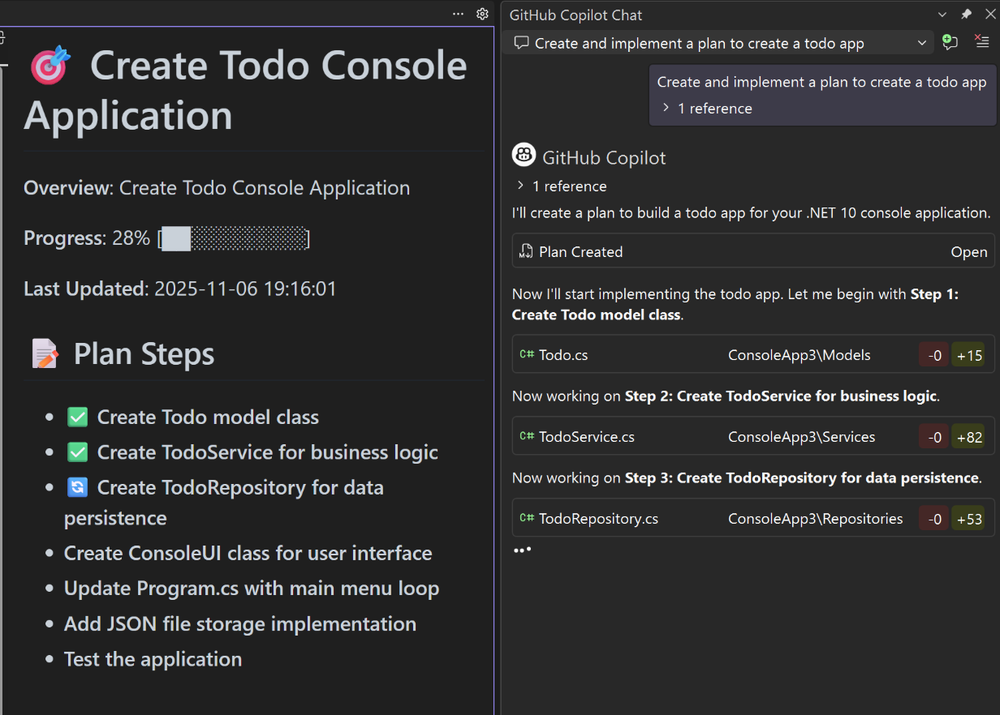 Create Todo Console
Application
Overview: Create Todo Console Application
Progress: 28% [██░░░░░░░░]
Last Updated: 2025-11-06 19:16:01
Plan Steps
• Create Todo model class
• Create TodoService for business logic
• Create TodoRepository for data
persistence
• Create ConsoleUI class for user interface
• Update Program.cs with main menu loop
• Add JSON file storage implementation
• Test the application
GitHub Copilot Chat
Create and implement a plan to create a todo app
Create and implement a plan to create a todo app
1 reference
GitHub Copilot
1 reference
I'll create a plan to build a todo app for your .NET 10 console application.
M↓ Plan Created Open
Now I'll start implementing the todo app. Let me begin with Step 1:
Create Todo model class.
C# Todo.cs ConsoleApp3\Models -0 +15
Now working on Step 2: Create TodoService for business logic.
C# TodoService.cs ConsoleApp3\Services -0 +82
Now working on Step 3: Create TodoRepository for data persistence.
C# TodoRepository.cs ConsoleApp3\Repositories -0 +53